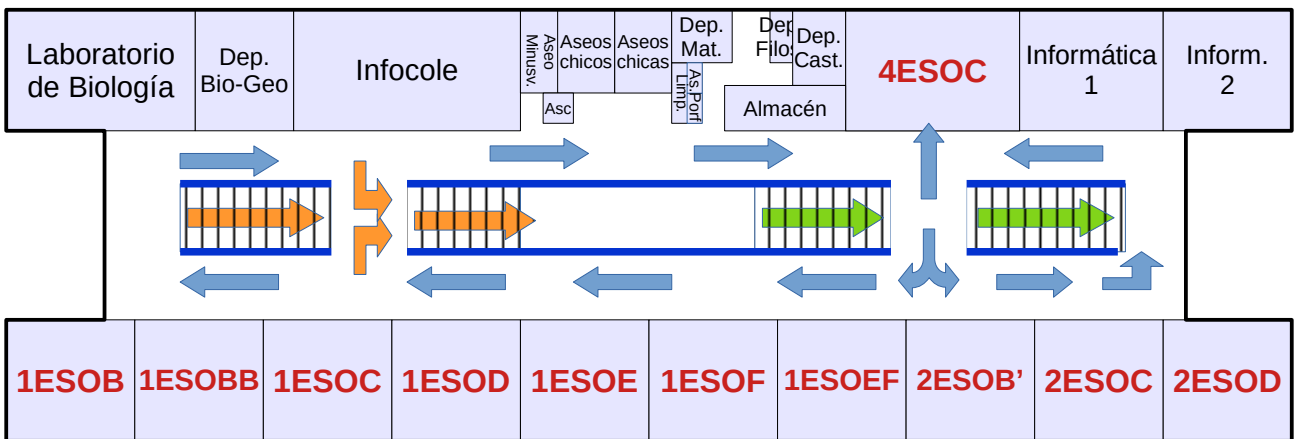 Laboratorio
de Biología
Dep.
Bio-Geo
Infocole
Aseo
Minusv.
Asc
Aseos
chicos
Aseos
chicas
Dep.
Mat.
Limp.
As.Porf
Dep
Filos
Dep.
Cast.
Almacén
4ESOC
Informática
1
Inform.
2
1ESOB
1ESOBB
1ESOC
1ESOD
1ESOE
1ESOF
1ESOEF
2ESOB’
2ESOC
2ESOD